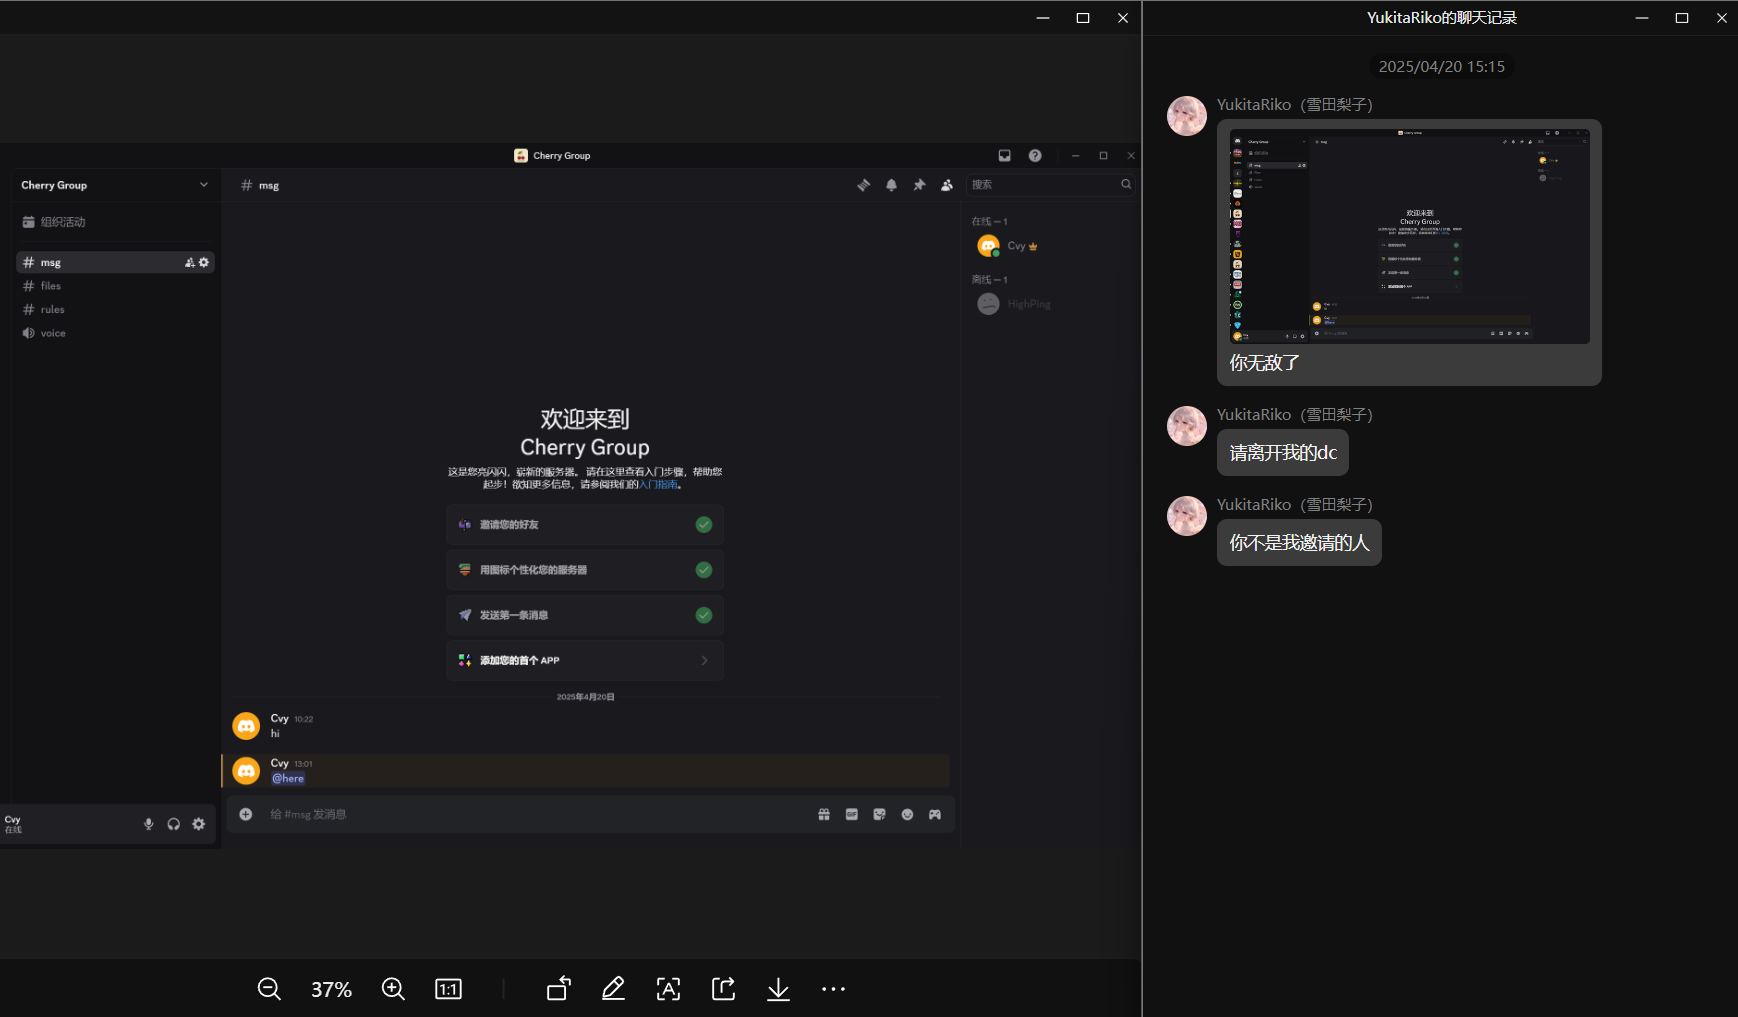 Cherry Group
Cherry Group
组织活动
msg
files
rules
voice
Cvy
在线
msg
搜索
欢迎来到
Cherry Group
这是您亮闪闪，崭新的服务器。请在这里查看入门步骤，帮助您
起步！欲知更多信息，请参阅我们的入门指南。
邀请您的好友
用图标个性化您的服务器
发送第一条消息
添加您的首个 APP
2025年4月20日
Cvy 10:22
hi
Cvy 13:01
@here
给 #msg 发消息
GIF
在线 — 1
Cvy
离线 — 1
HighPing
37%
1:1
A
YukitaRiko的聊天记录
2025/04/20 15:15
YukitaRiko（雪田梨子）
欢迎来到
Cherry Group
你无敌了
YukitaRiko（雪田梨子）
请离开我的dc
YukitaRiko（雪田梨子）
你不是我邀请的人